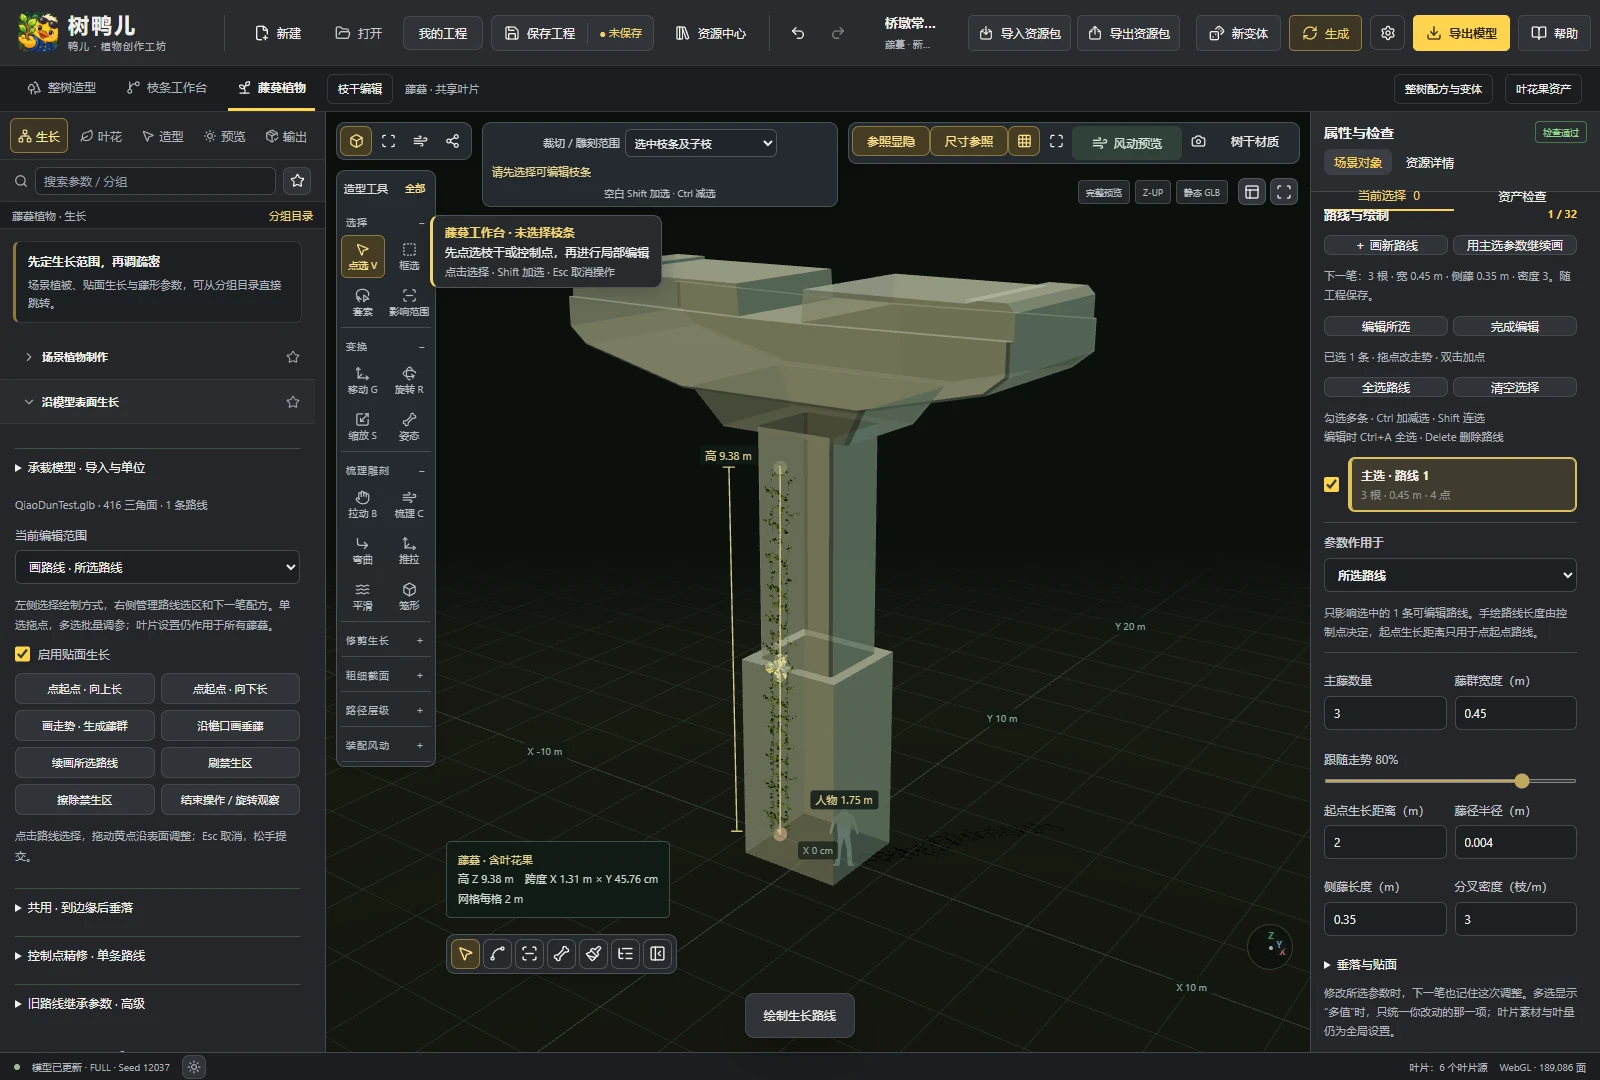 树鸭儿
鸭儿 · 植物创作工坊
新建
打开
我的工程
保存工程
● 未保存
资源中心
桥墩常...
藤蔓 · 新...
导入资源包
导出资源包
新变体
生成
导出模型
帮助
整树造型
枝条工作台
藤蔓植物
枝干编辑
藤蔓 · 共享叶片
整树配方与变体
叶花果资产
生长
叶花
造型
预览
输出
搜索参数 / 分组
藤蔓植物 · 生长
分组目录
先定生长范围，再调疏密
场景植被、贴面生长与藤形参数，可从分组目录直接
跳转。
场景植物制作
沿模型表面生长
承载模型 · 导入与单位
QiaoDunTest.glb · 416 三角面 · 1 条路线
当前编辑范围
画路线 · 所选路线
左侧选择绘制方式，右侧管理路线选区和下一笔配方。单
选拖点，多选批量调参；叶片设置仍作用于所有藤蔓。
启用贴面生长
点起点 · 向上长
点起点 · 向下长
画走势 · 生成藤群
沿檐口画垂藤
续画所选路线
刷禁生区
擦除禁生区
结束操作 / 旋转观察
点击路线选择，拖动黄点沿表面调整；Esc 取消，松手提
交。
共用 · 到边缘后垂落
控制点精修 · 单条路线
旧路线继承参数 · 高级
模型已更新 · FULL · Seed 12037
裁切 / 雕刻范围
选中枝条及子枝
请先选择可编辑枝条
空白 Shift 加选 · Ctrl 减选
参照显隐
尺寸参照
风动预览
树干材质
完整预览
Z-UP
静态 GLB
造型工具
全部
选择
−
点选 V
框选
套索
影响范围
变换
−
移动 G
旋转 R
缩放 S
姿态
梳理雕刻
−
拉动 B
梳理 C
弯曲
推拉
平滑
笼形
修剪生长
+
粗细截面
+
路径层级
+
装配风动
+
藤蔓工作台 · 未选择枝条
先点选枝干或控制点，再进行局部编辑
点击选择 · Shift 加选 · Esc 取消操作
高 9.38 m
Y 20 m
Y 10 m
X -10 m
人物 1.75 m
X 0 cm
X 10 m
Z
Y
X
藤蔓 · 含叶花果
高 Z 9.38 m 跨度 X 1.31 m × Y 45.76 cm
网格每格 2 m
绘制生长路线
属性与检查
检查通过
场景对象
资源详情
当前选择 0
资产检查
路线与绘制
1 / 32
+ 画新路线
用主选参数继续画
下一笔：3 根 · 宽 0.45 m · 侧藤 0.35 m · 密度 3。随
工程保存。
编辑所选
完成编辑
已选 1 条 · 拖点改走势 · 双击加点
全选路线
清空选择
勾选多条 · Ctrl 加减选 · Shift 连选
编辑时 Ctrl+A 全选 · Delete 删除路线
主选 · 路线 1
3 根 · 0.45 m · 4 点
参数作用于
所选路线
只影响选中的 1 条可编辑路线。手绘路线长度由控
制点决定，起点生长距离只用于点起点路线。
主藤数量
藤群宽度（m）
3
0.45
跟随走势 80%
起点生长距离（m）
藤径半径（m）
2
0.004
侧藤长度（m）
分叉密度（枝/m）
0.35
3
垂落与贴面
修改所选参数时，下一笔也记住这次调整。多选显示
“多值”时，只统一你改动的那一项；叶片素材与叶量
仍为全局设置。
叶片：6 个叶片源
WebGL · 189,086 面